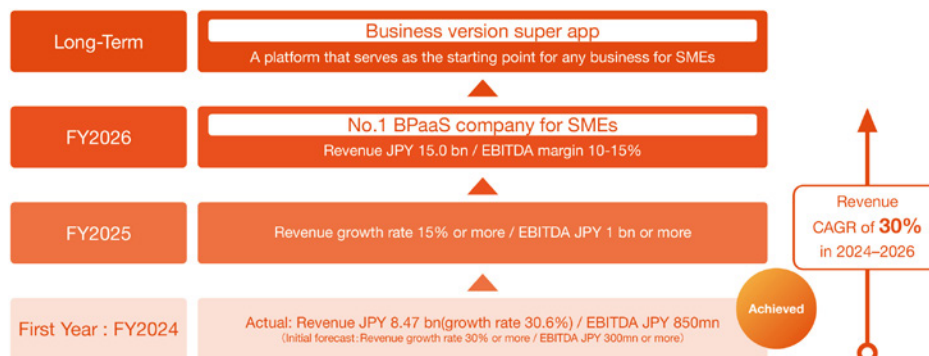 Long-Term
Business version super app
A platform that serves as the starting point for any business for SMEs
FY2026
No.1 BPaaS company for SMEs
Revenue JPY 15.0 bn / EBITDA margin 10-15%
FY2025
Revenue growth rate 15% or more / EBITDA JPY 1 bn or more
Revenue
CAGR of 30%
in 2024–2026
Achieved
First Year : FY2024
Actual: Revenue JPY 8.47 bn(growth rate 30.6%) / EBITDA JPY 850mn
(Initial forecast:Revenue growth rate 30% or more / EBITDA JPY 300mn or more)